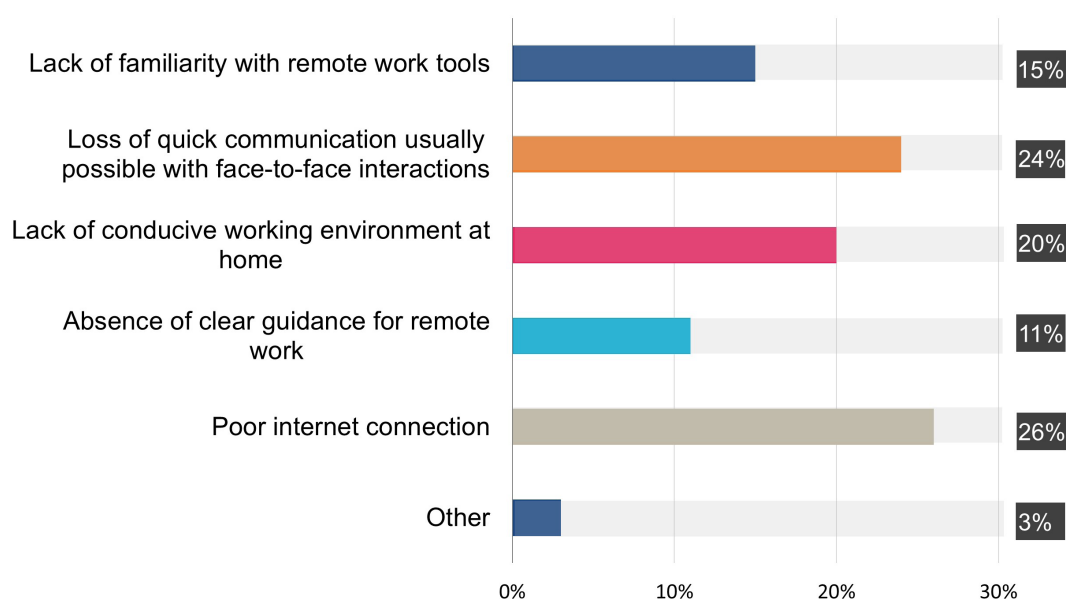 Lack of familiarity with remote work tools
15%
Loss of quick communication usually
possible with face-to-face interactions
24%
Lack of conducive working environment at
home
20%
Absence of clear guidance for remote
work
11%
Poor internet connection
26%
Other
3%
0% 10% 20% 30%